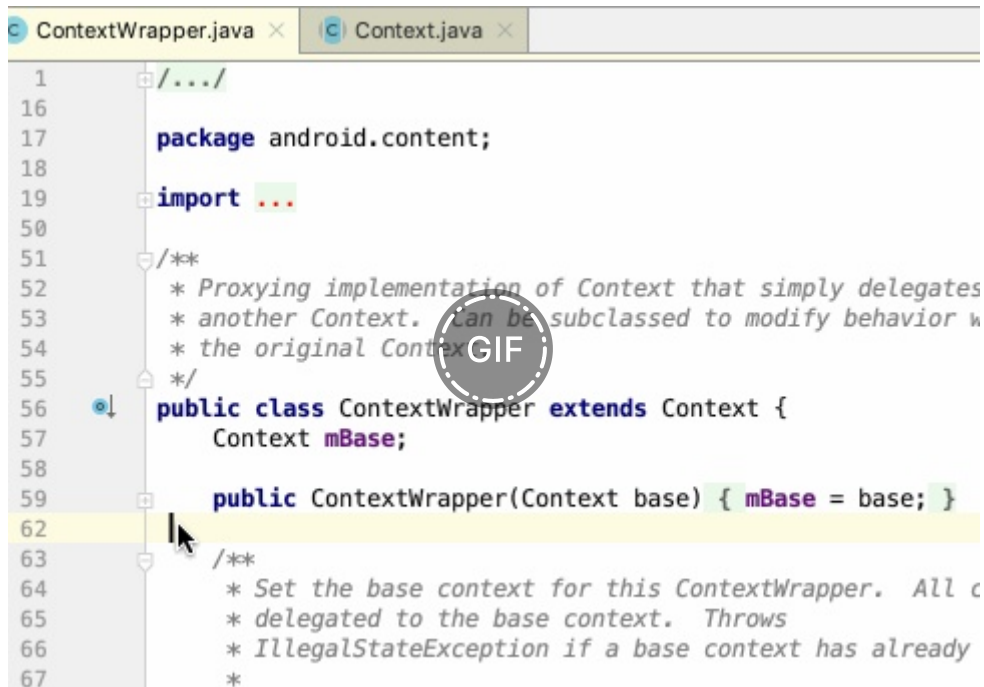 C ContextWrapper.java × C Context.java ×
1 /.../
16
17 package android.content;
18
19 import ...
50
51 /**
52 * Proxying implementation of Context that simply delegates
53 * another Context. Can be subclassed to modify behavior w
54 * the original Context.
55 */
56 public class ContextWrapper extends Context {
57 Context mBase;
58
59 public ContextWrapper(Context base) { mBase = base; }
62
63 /**
64 * Set the base context for this ContextWrapper. All c
65 * delegated to the base context. Throws
66 * IllegalStateException if a base context has already
67 *
GIF